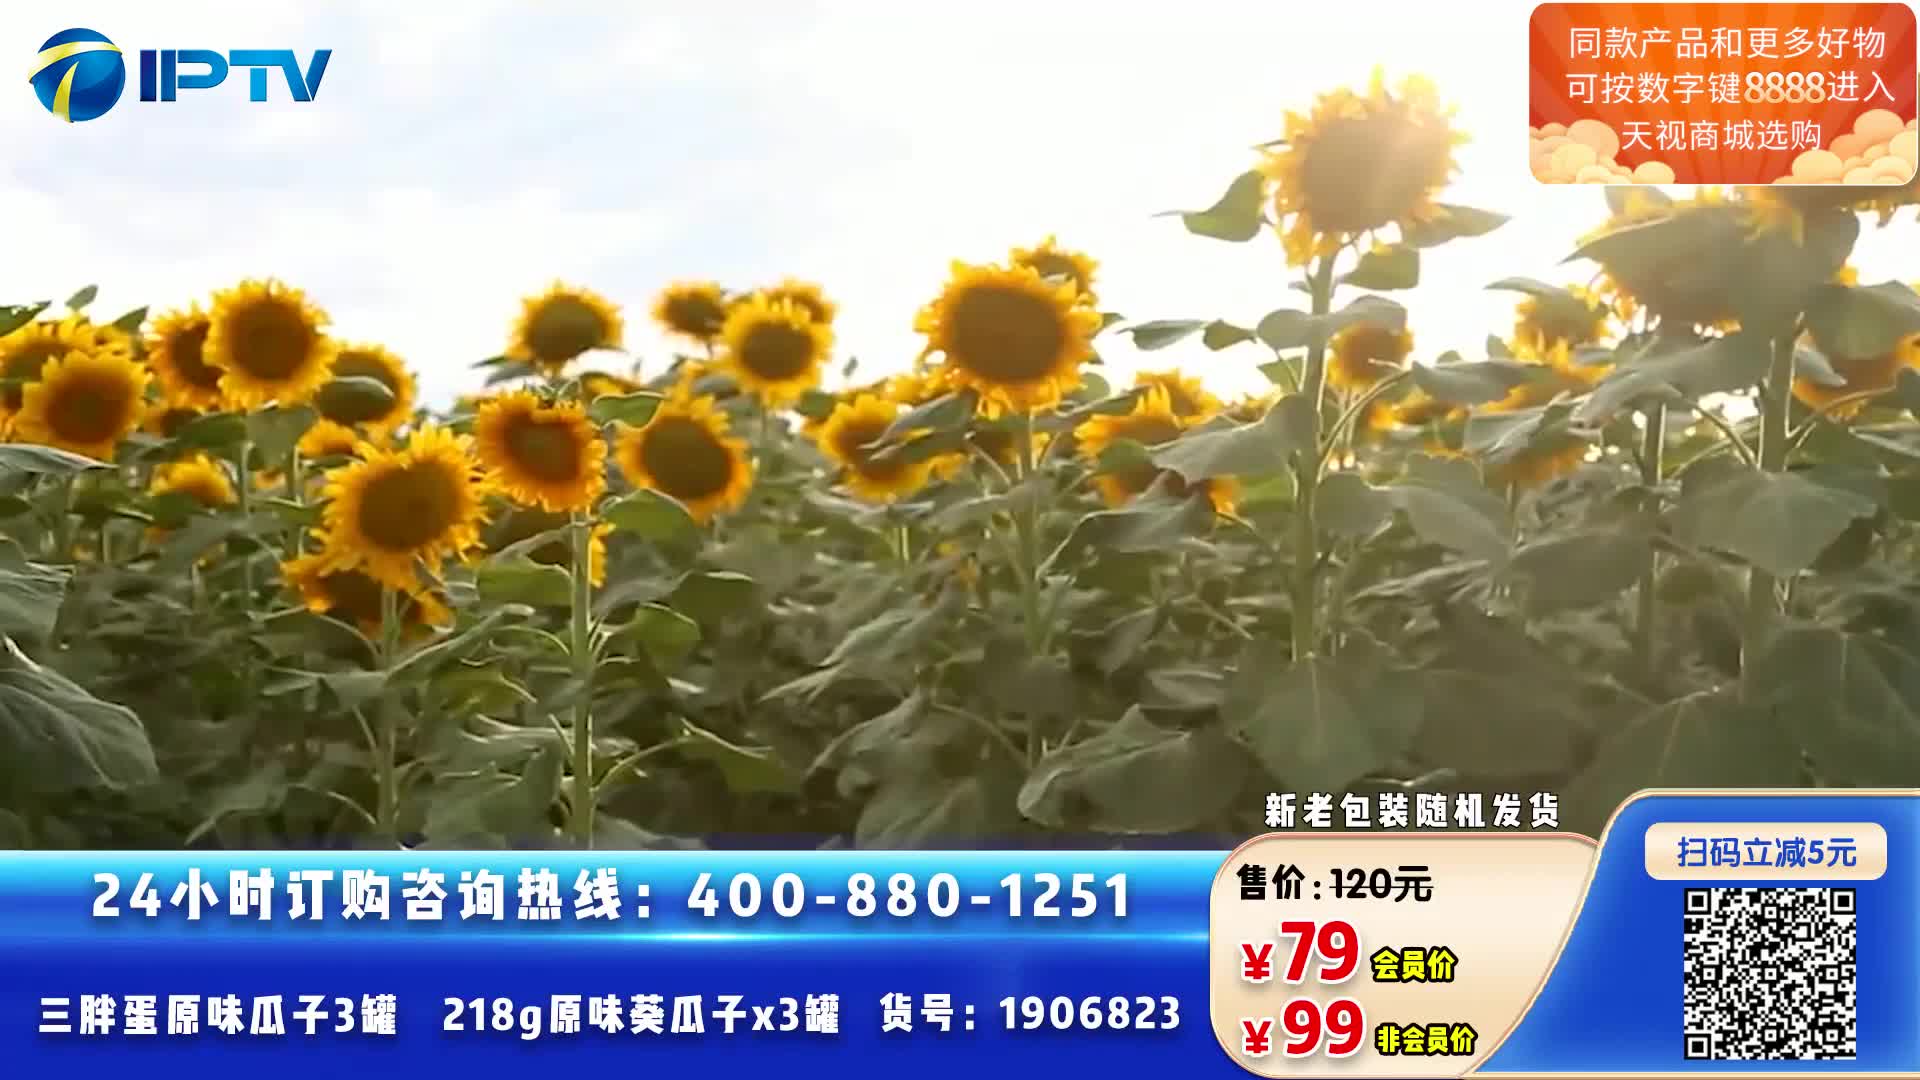 IPTV
同款产品和更多好物
可按数字键8888进入
天视商城选购
新老包装随机发货
24小时订购咨询热线：400-880-1251
三胖蛋原味瓜子3罐 218g原味葵瓜子x3罐 货号：1906823
售价：120元
¥79 会员价
¥99 非会员价
扫码立减5元